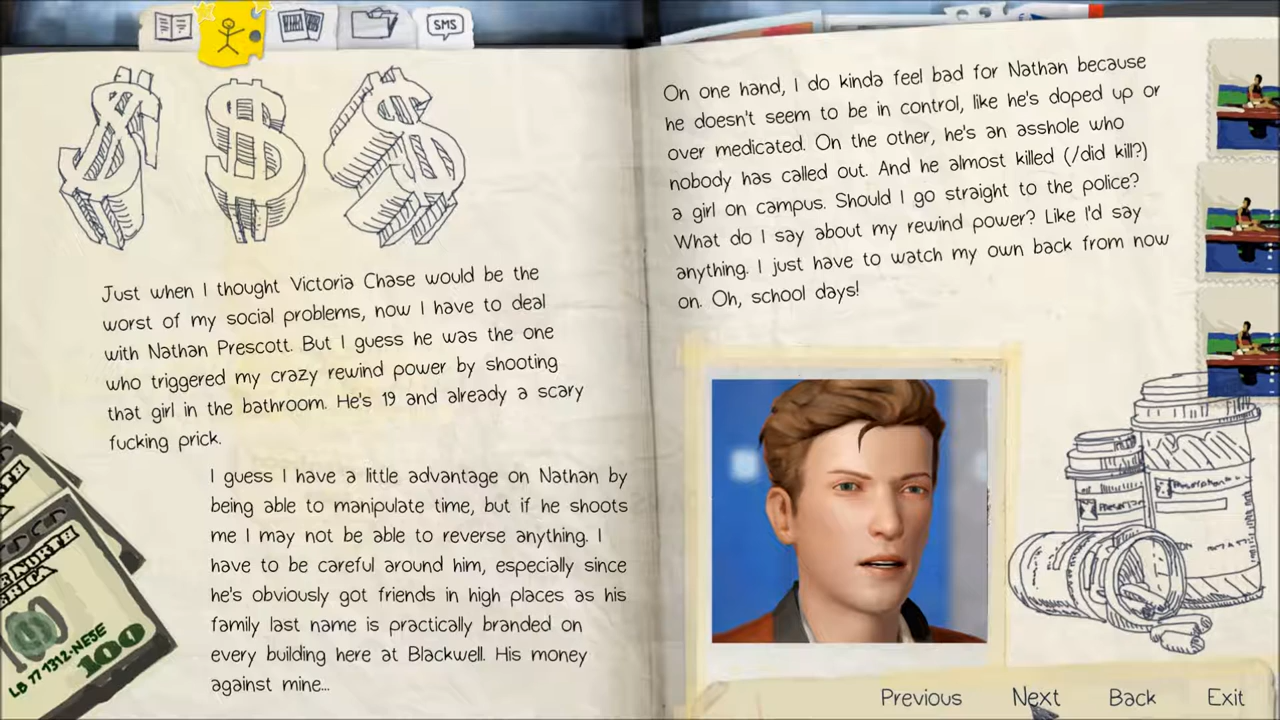 SMS
Just when I thought Victoria Chase would be the
worst of my social problems, now I have to deal
with Nathan Prescott. But I guess he was the one
who triggered my crazy rewind power by shooting
that girl in the bathroom. He's 19 and already a scary
fucking prick.
I guess I have a little advantage on Nathan by
being able to manipulate time, but if he shoots
me I may not be able to reverse anything. I
have to be careful around him, especially since
he's obviously got friends in high places as his
family last name is practically branded on
every building here at Blackwell. His money
against mine...
LB 77 1312-NESE
100
On one hand, I do kinda feel bad for Nathan because
he doesn't seem to be in control, like he's doped up or
over medicated. On the other, he's an asshole who
nobody has called out. And he almost killed (/did kill?)
a girl on campus. Should I go straight to the police?
What do I say about my rewind power? Like I'd say
anything. I just have to watch my own back from now
on. Oh, school days!
Previous Next Back Exit